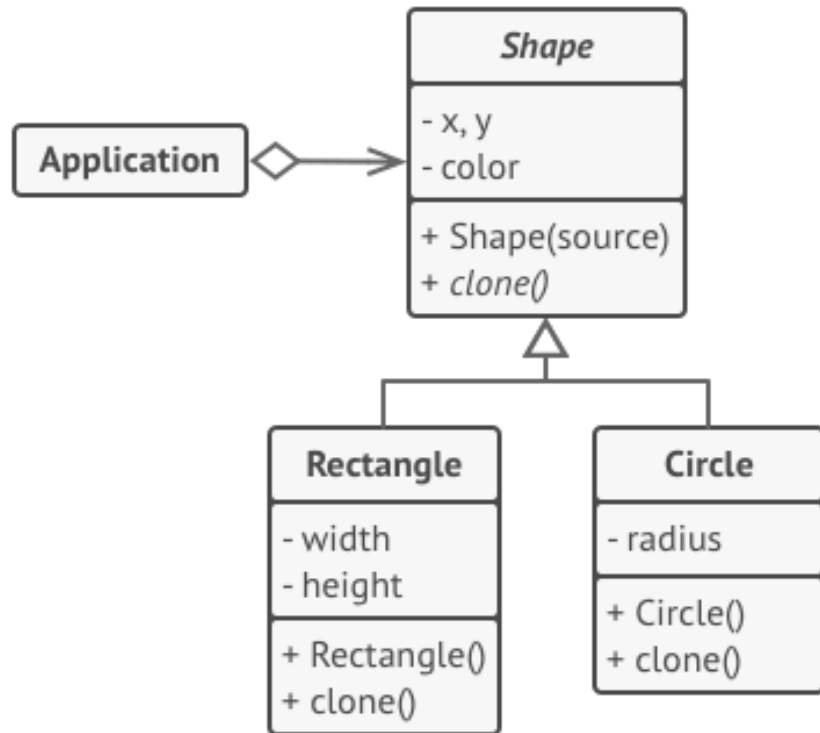 Shape
- x, y
- color
+ Shape(source)
+ clone()
Application
Rectangle
- width
- height
+ Rectangle()
+ clone()
Circle
- radius
+ Circle()
+ clone()